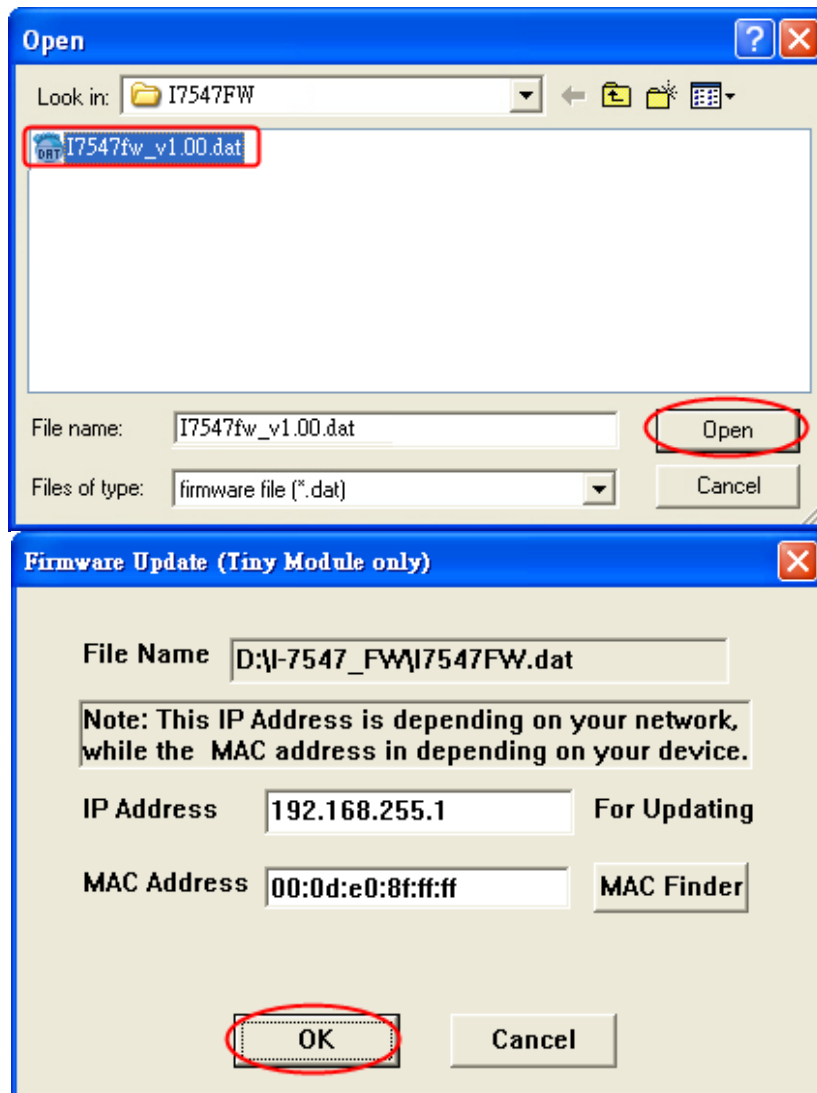 Open
Look in: I7547FW
DAT I7547fw_v1.00.dat
File name: I7547fw_v1.00.dat Open
Files of type: firmware file (*.dat) Cancel
Firmware Update (Tiny Module only)
File Name D:\I-7547_FW\I7547FW.dat
Note: This IP Address is depending on your network,
while the MAC address in depending on your device.
IP Address 192.168.255.1 For Updating
MAC Address 00:0d:e0:8f:ff:ff MAC Finder
OK Cancel